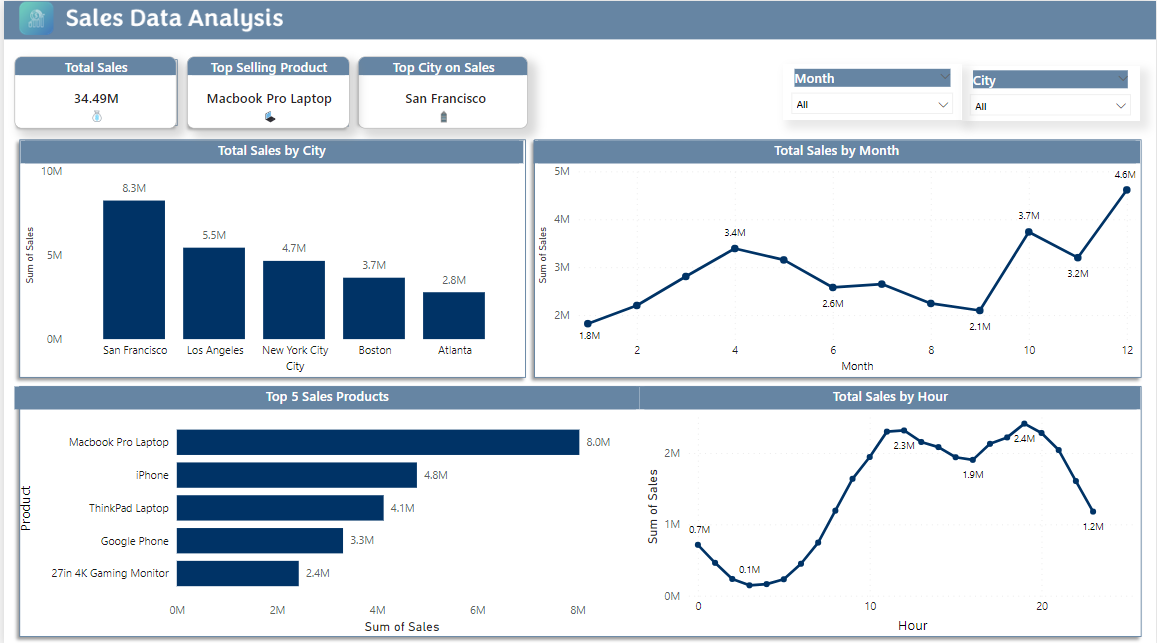 Sales Data Analysis
Total Sales
34.49M
Top Selling Product
Macbook Pro Laptop
Top City on Sales
San Francisco
Month
All
City
All
Total Sales by City
Sum of Sales
10M
5M
0M
8.3M
5.5M
4.7M
3.7M
2.8M
San Francisco
Los Angeles
New York City
Boston
Atlanta
City
Total Sales by Month
Sum of Sales
5M
4M
3M
2M
1.8M
3.4M
2.6M
2.1M
3.7M
3.2M
4.6M
2
4
6
8
10
12
Month
Top 5 Sales Products
Product
Macbook Pro Laptop
8.0M
iPhone
4.8M
ThinkPad Laptop
4.1M
Google Phone
3.3M
27in 4K Gaming Monitor
2.4M
0M
2M
4M
6M
8M
Sum of Sales
Total Sales by Hour
Sum of Sales
2M
1M
0M
0.7M
0.1M
2.3M
1.9M
2.4M
1.2M
0
10
20
Hour